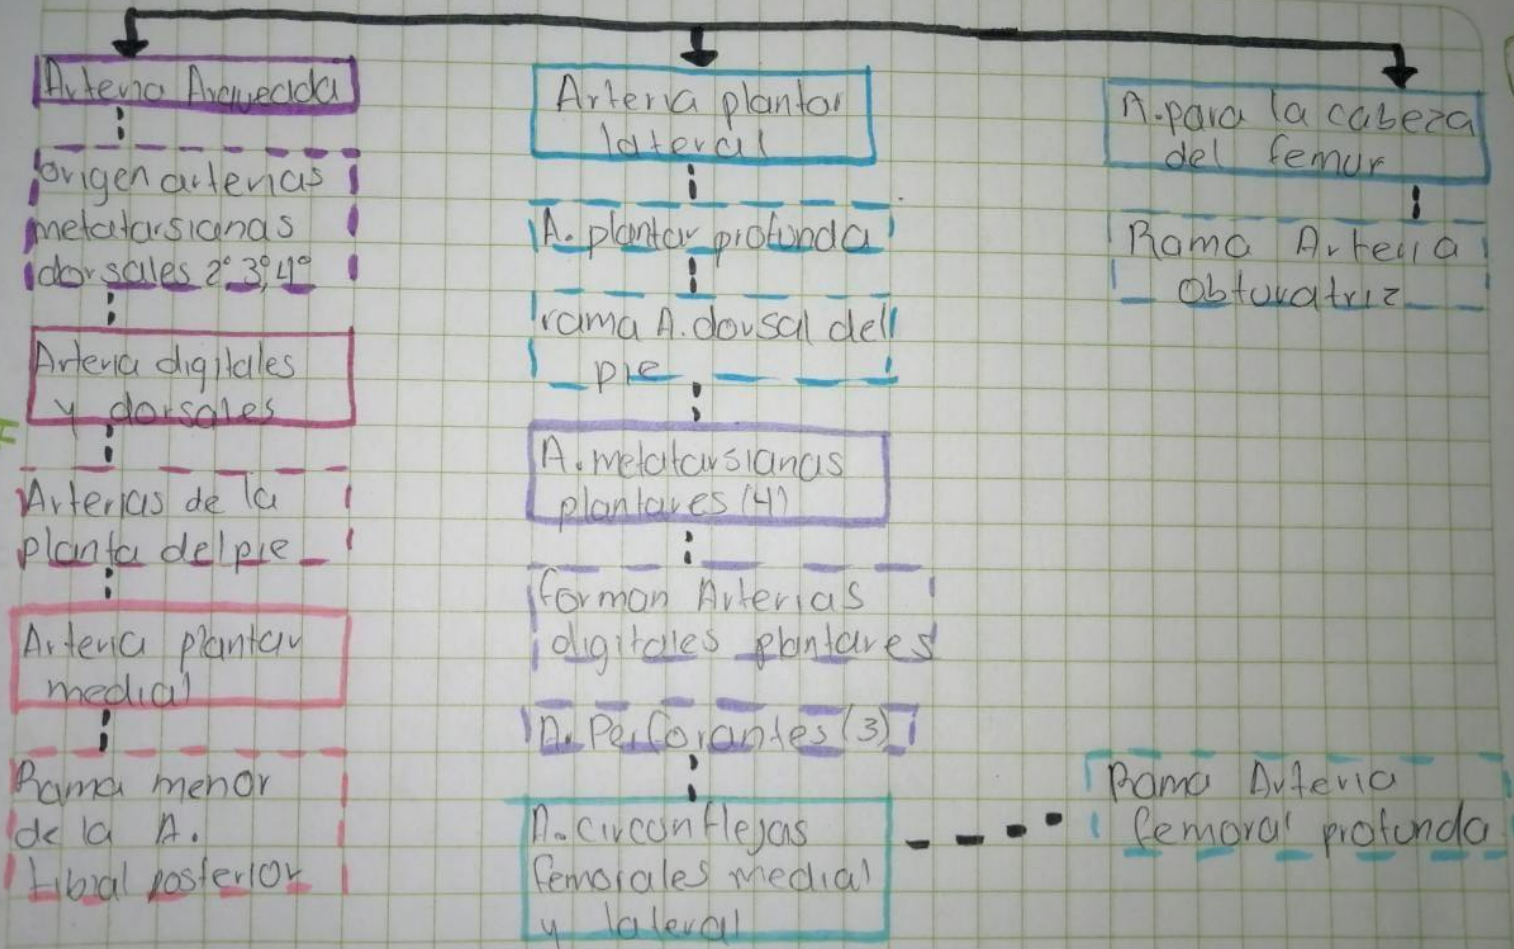 Arteria Arqueada
origen arterias
metatarsianas
dorsales 2° 3°, 4°
Arteria digitales
y dorsales
Arterias de la
planta del pie
Arteria plantar
medial
Rama menor
de la A.
tibial posterior
Arteria plantar
lateral
A. plantar profunda
rama A. dorsal del
pie
A. metatarsianas
plantares (4)
forman Arterias
digitales plantares
A. Perforantes (3)
A. circunflejas
femorales medial
y lateral
Rama Arteria
femoral profunda
A. para la cabeza
del femur
Rama Arteria
Obturatriz